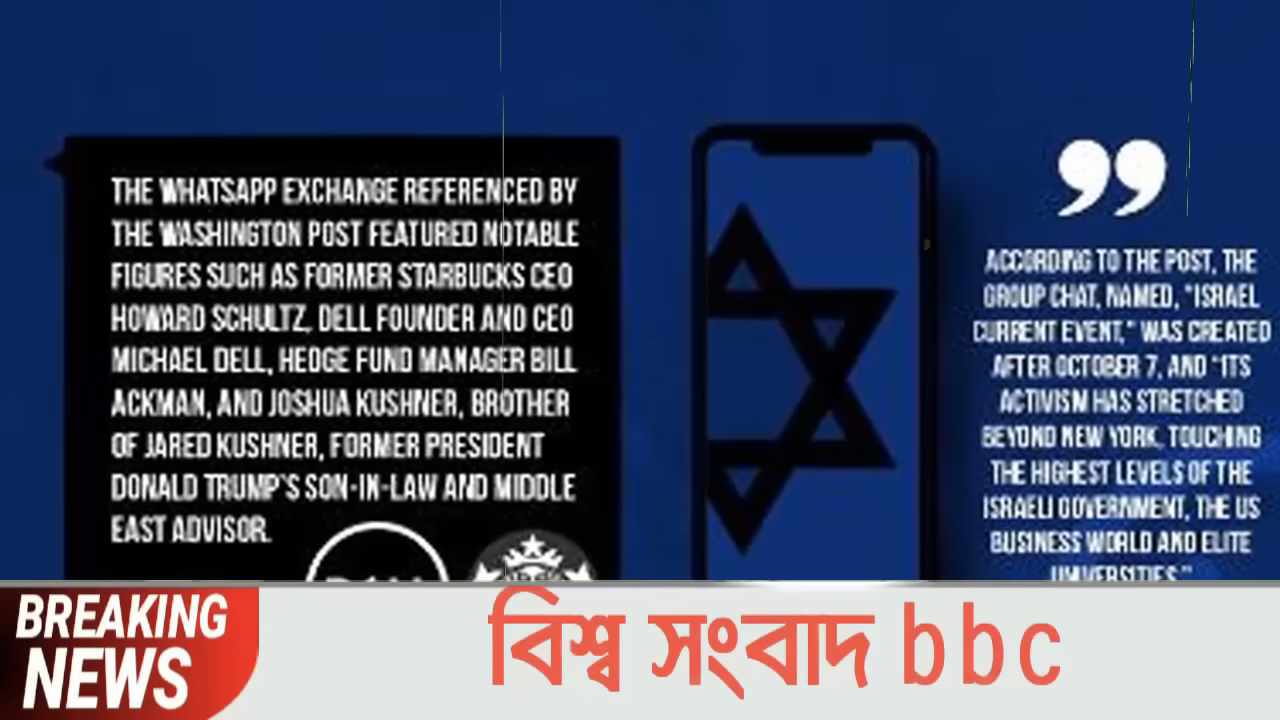 THE WHATSAPP EXCHANGE REFERENCED BY
THE WASHINGTON POST FEATURED NOTABLE
FIGURES SUCH AS FORMER STARBUCKS CEO
HOWARD SCHULTZ, DELL FOUNDER AND CEO
MICHAEL DELL, HEDGE FUND MANAGER BILL
ACKMAN, AND JOSHUA KUSHNER, BROTHER
OF JARED KUSHNER, FORMER PRESIDENT
DONALD TRUMP'S SON-IN-LAW AND MIDDLE
EAST ADVISOR.
”
ACCORDING TO THE POST, THE
GROUP CHAT, NAMED, "ISRAEL
CURRENT EVENT," WAS CREATED
AFTER OCTOBER 7, AND "ITS
ACTIVISM HAS STRETCHED
BEYOND NEW YORK, TOUCHING
THE HIGHEST LEVELS OF THE
ISRAELI GOVERNMENT, THE US
BUSINESS WORLD AND ELITE
UNIVERSITIES."
BREAKING
NEWS
বিশ্ব সংবাদ bbc